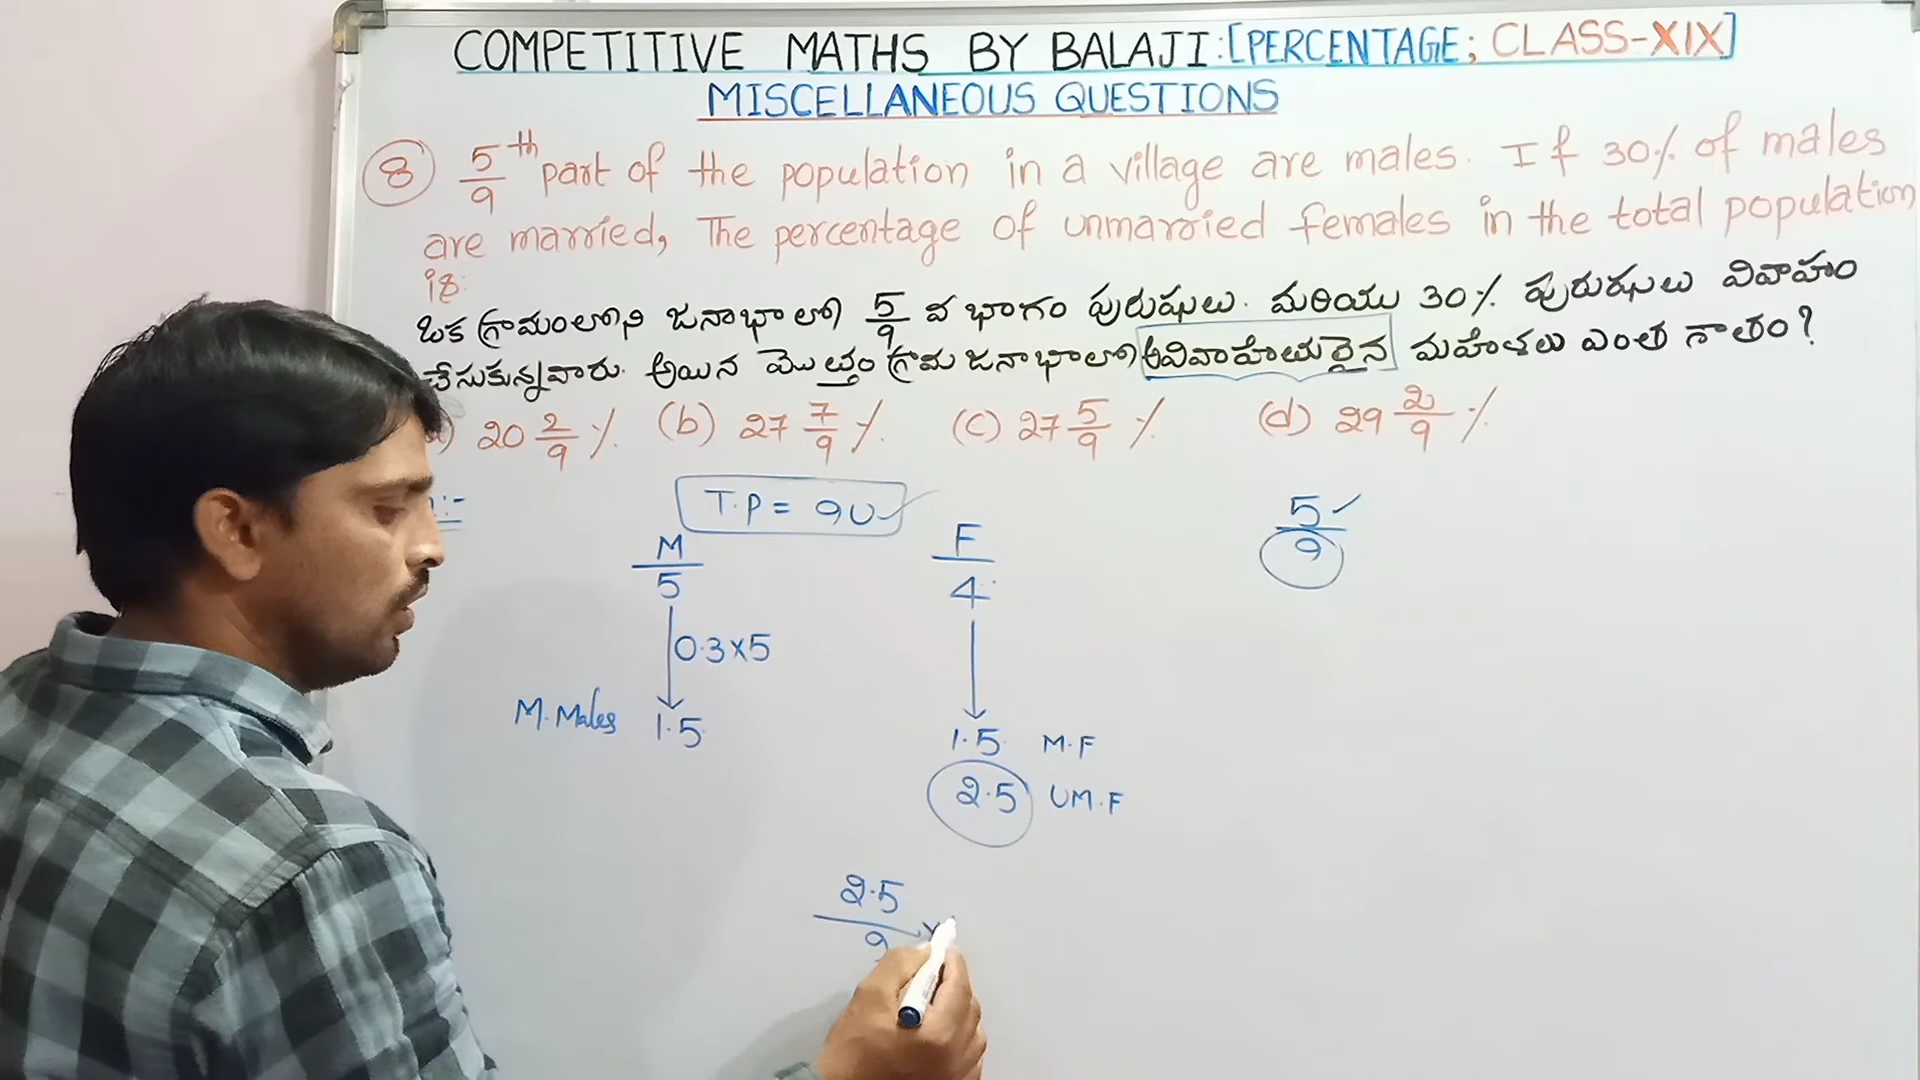 COMPETITIVE MATHS BY BALAJI:[PERCENTAGE; CLASS-XIX]
MISCELLANEOUS QUESTIONS
8 5/9 th part of the population in a village are males. If 30% of males
are married, The percentage of unmarried females in the total population
is:
ఒక గ్రామంలోని జనాభాలో 5/9 వ భాగం పురుషులు. మరియు 30% పురుషులు వివాహం
చేసుకున్నవారు. అయిన మొత్తం గ్రామ జనాభాలో అవివాహితులైన మహిళలు ఎంత శాతం?
20 2/9 % (b) 27 7/9 % (c) 27 5/9 % (d) 29 2/9 %
:-
T.P = 9
M F 5/9
5 4
0.3x5
M.Males 1.5
1.5 M.F
2.5 UM.F
2.5/9 x